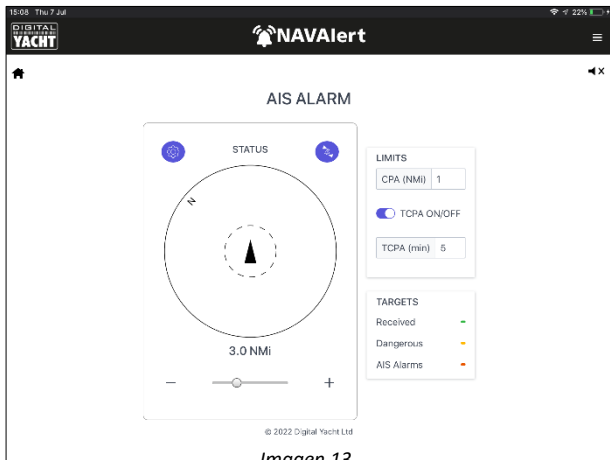 15:08 Thu 7 Jul
22%
DIGITAL
YACHT
NAVAlert
AIS ALARM
STATUS
N
3.0 NMi
LIMITS
CPA (NMi) 1
TCPA ON/OFF
TCPA (min) 5
TARGETS
Received -
Dangerous -
AIS Alarms -
© 2022 Digital Yacht Ltd
Imagen 13